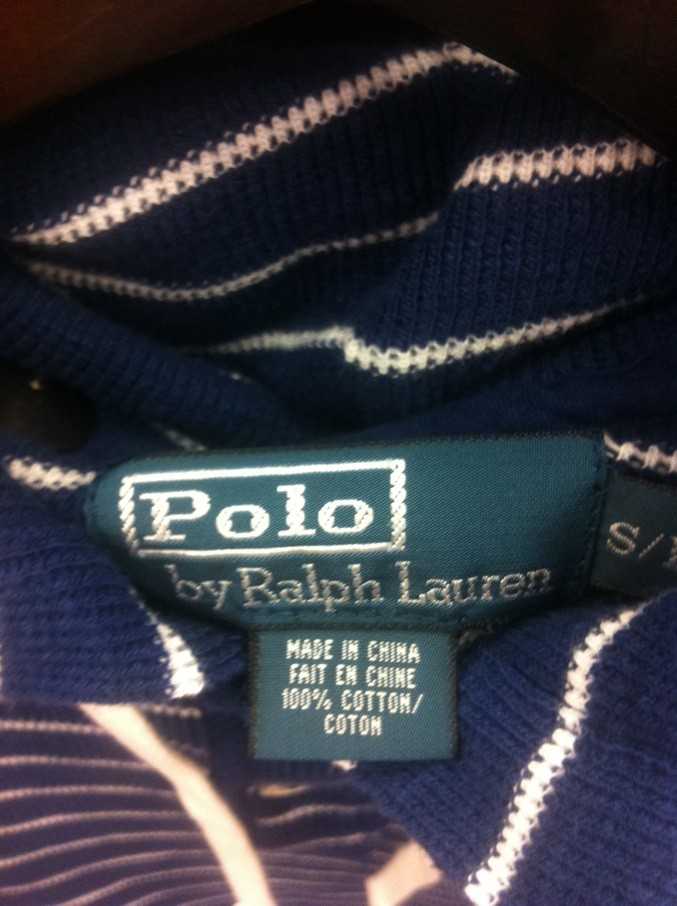 Polo
by Ralph Lauren
S/
MADE IN CHINA
FAIT EN CHINE
100% COTTON/
COTON